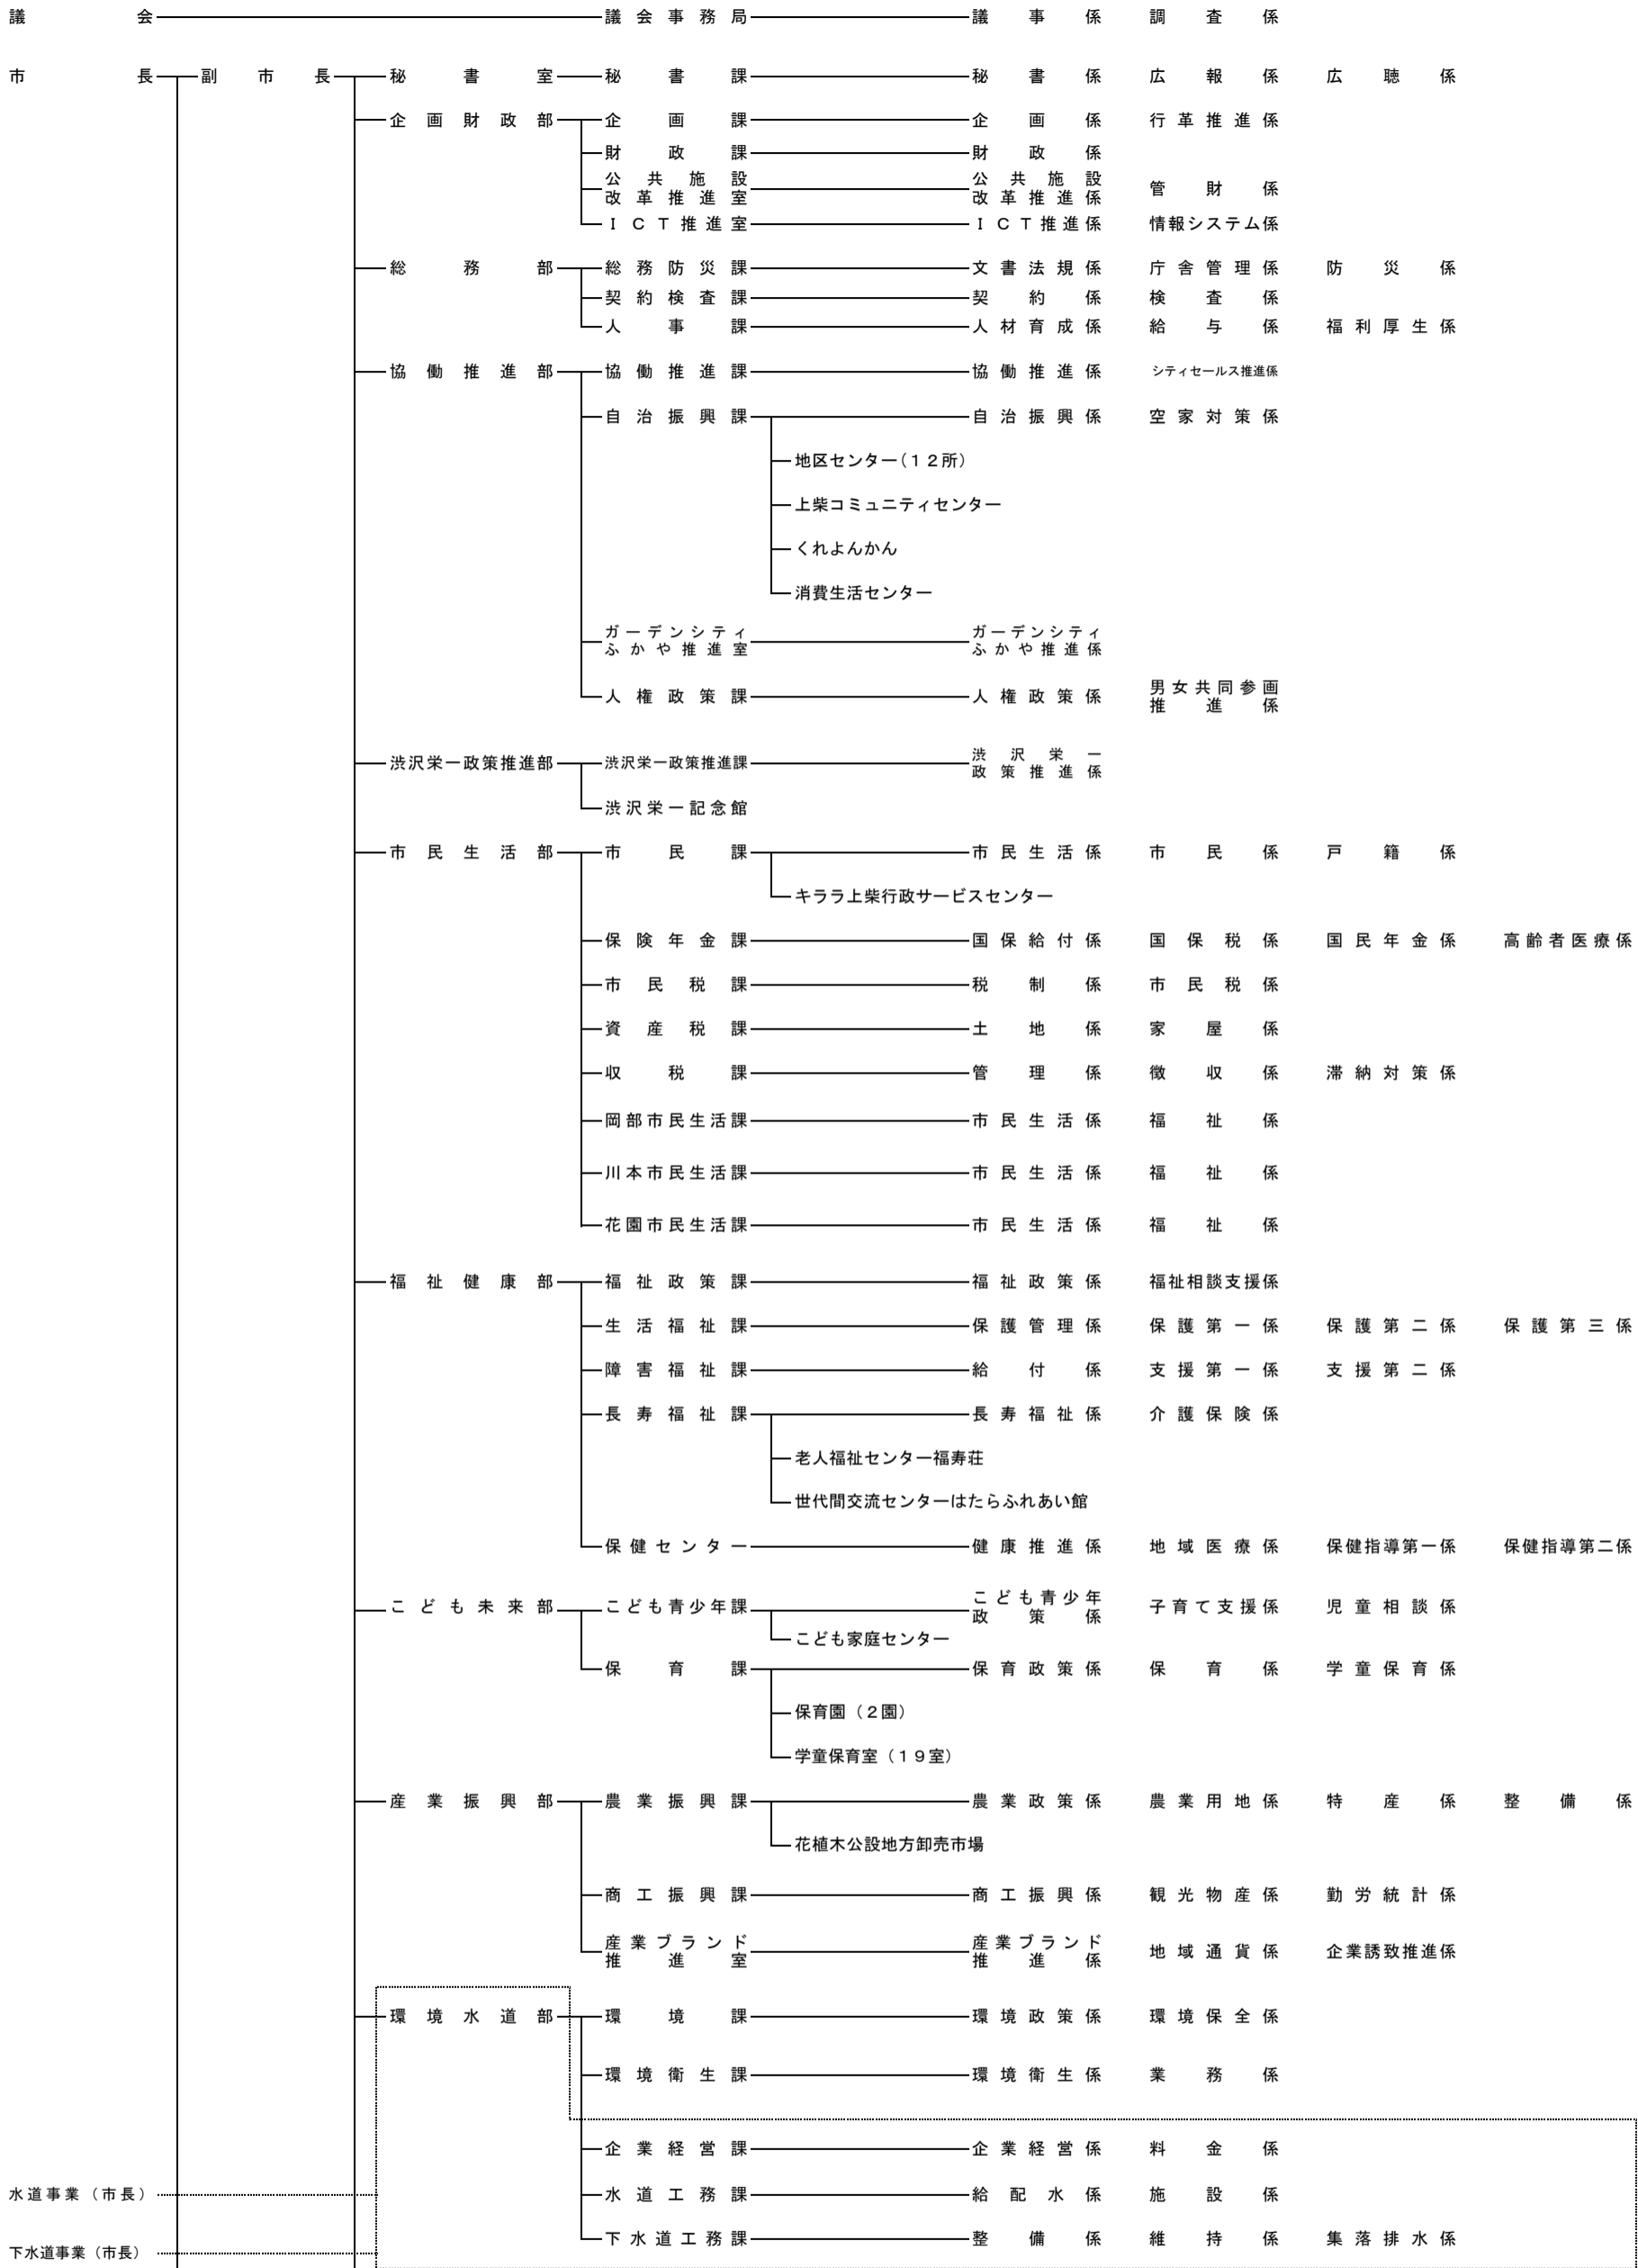 議会 議会事務局 議事係 調査係
市長 副市長 秘書室 秘書課 秘書係 広報係 広聴係
企画財政部 企画課 企画係 行革推進係
財政課 財政係
公共施設 公共施設
改革推進室 改革推進係 管財係
ＩＣＴ推進室 ＩＣＴ推進係 情報システム係
総務部 総務防災課 文書法規係 庁舎管理係 防災係
契約検査課 契約係 検査係
人事課 人材育成係 給与係 福利厚生係
協働推進部 協働推進課 協働推進係 シティセールス推進係
自治振興課 自治振興係 空家対策係
地区センター（１２所）
上柴コミュニティセンター
くれよんかん
消費生活センター
ガーデンシティ ガーデンシティ
ふかや推進室 ふかや推進係
人権政策課 人権政策係 男女共同参画
推進係
渋沢栄一政策推進部 渋沢栄一政策推進課 渋沢栄一
政策推進係
渋沢栄一記念館
市民生活部 市民課 市民生活係 市民係 戸籍係
キララ上柴行政サービスセンター
保険年金課 国保給付係 国保税係 国民年金係 高齢者医療係
市民税課 税制係 市民税係
資産税課 土地係 家屋係
収税課 管理係 徴収係 滞納対策係
岡部市民生活課 市民生活係 福祉係
川本市民生活課 市民生活係 福祉係
花園市民生活課 市民生活係 福祉係
福祉健康部 福祉政策課 福祉政策係 福祉相談支援係
生活福祉課 保護管理係 保護第一係 保護第二係 保護第三係
障害福祉課 給付係 支援第一係 支援第二係
長寿福祉課 長寿福祉係 介護保険係
老人福祉センター福寿荘
世代間交流センターはたらふれあい館
保健センター 健康推進係 地域医療係 保健指導第一係 保健指導第二係
こども未来部 こども青少年課 こども青少年 子育て支援係 児童相談係
政策係
こども家庭センター
保育課 保育政策係 保育係 学童保育係
保育園（２園）
学童保育室（１９室）
産業振興部 農業振興課 農業政策係 農業用地係 特産係 整備係
花植木公設地方卸売市場
商工振興課 商工振興係 観光物産係 勤労統計係
産業ブランド 産業ブランド
推進室 推進係 地域通貨係 企業誘致推進係
環境水道部 環境課 環境政策係 環境保全係
環境衛生課 環境衛生係 業務係
企業経営課 企業経営係 料金係
水道事業（市長） 水道工務課 給配水係 施設係
下水道工務課 整備係 維持係 集落排水係
下水道事業（市長）